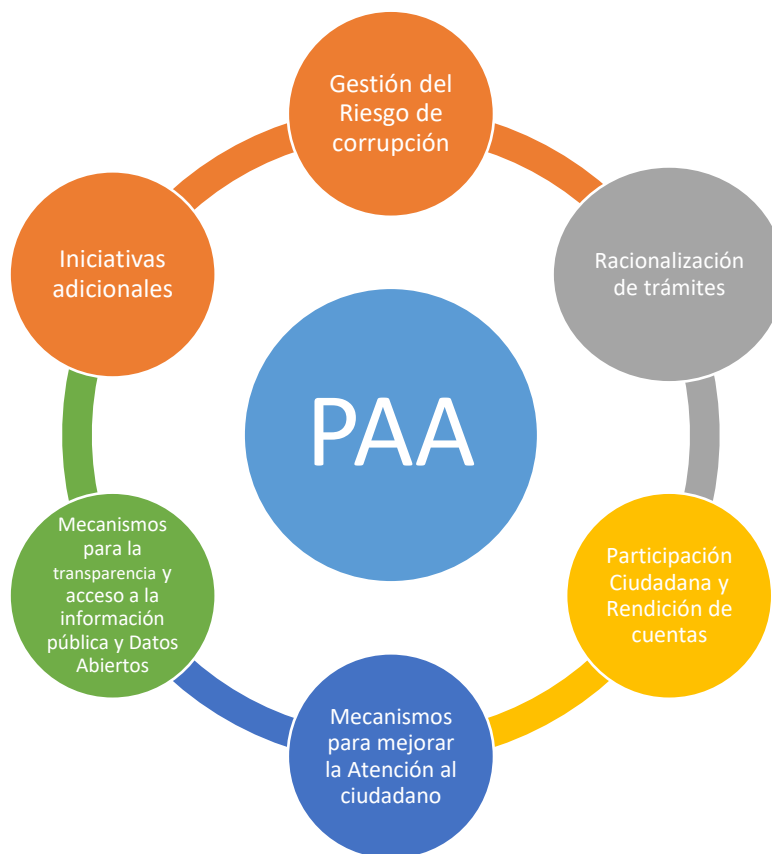 Gestión del
Riesgo de
corrupción
Iniciativas
adicionales
Racionalización
de trámites
PAA
Mecanismos
para la
transparencia y
acceso a la
información
pública y Datos
Abiertos
Participación
Ciudadana y
Rendición de
cuentas
Mecanismos
para mejorar
la Atención al
ciudadano